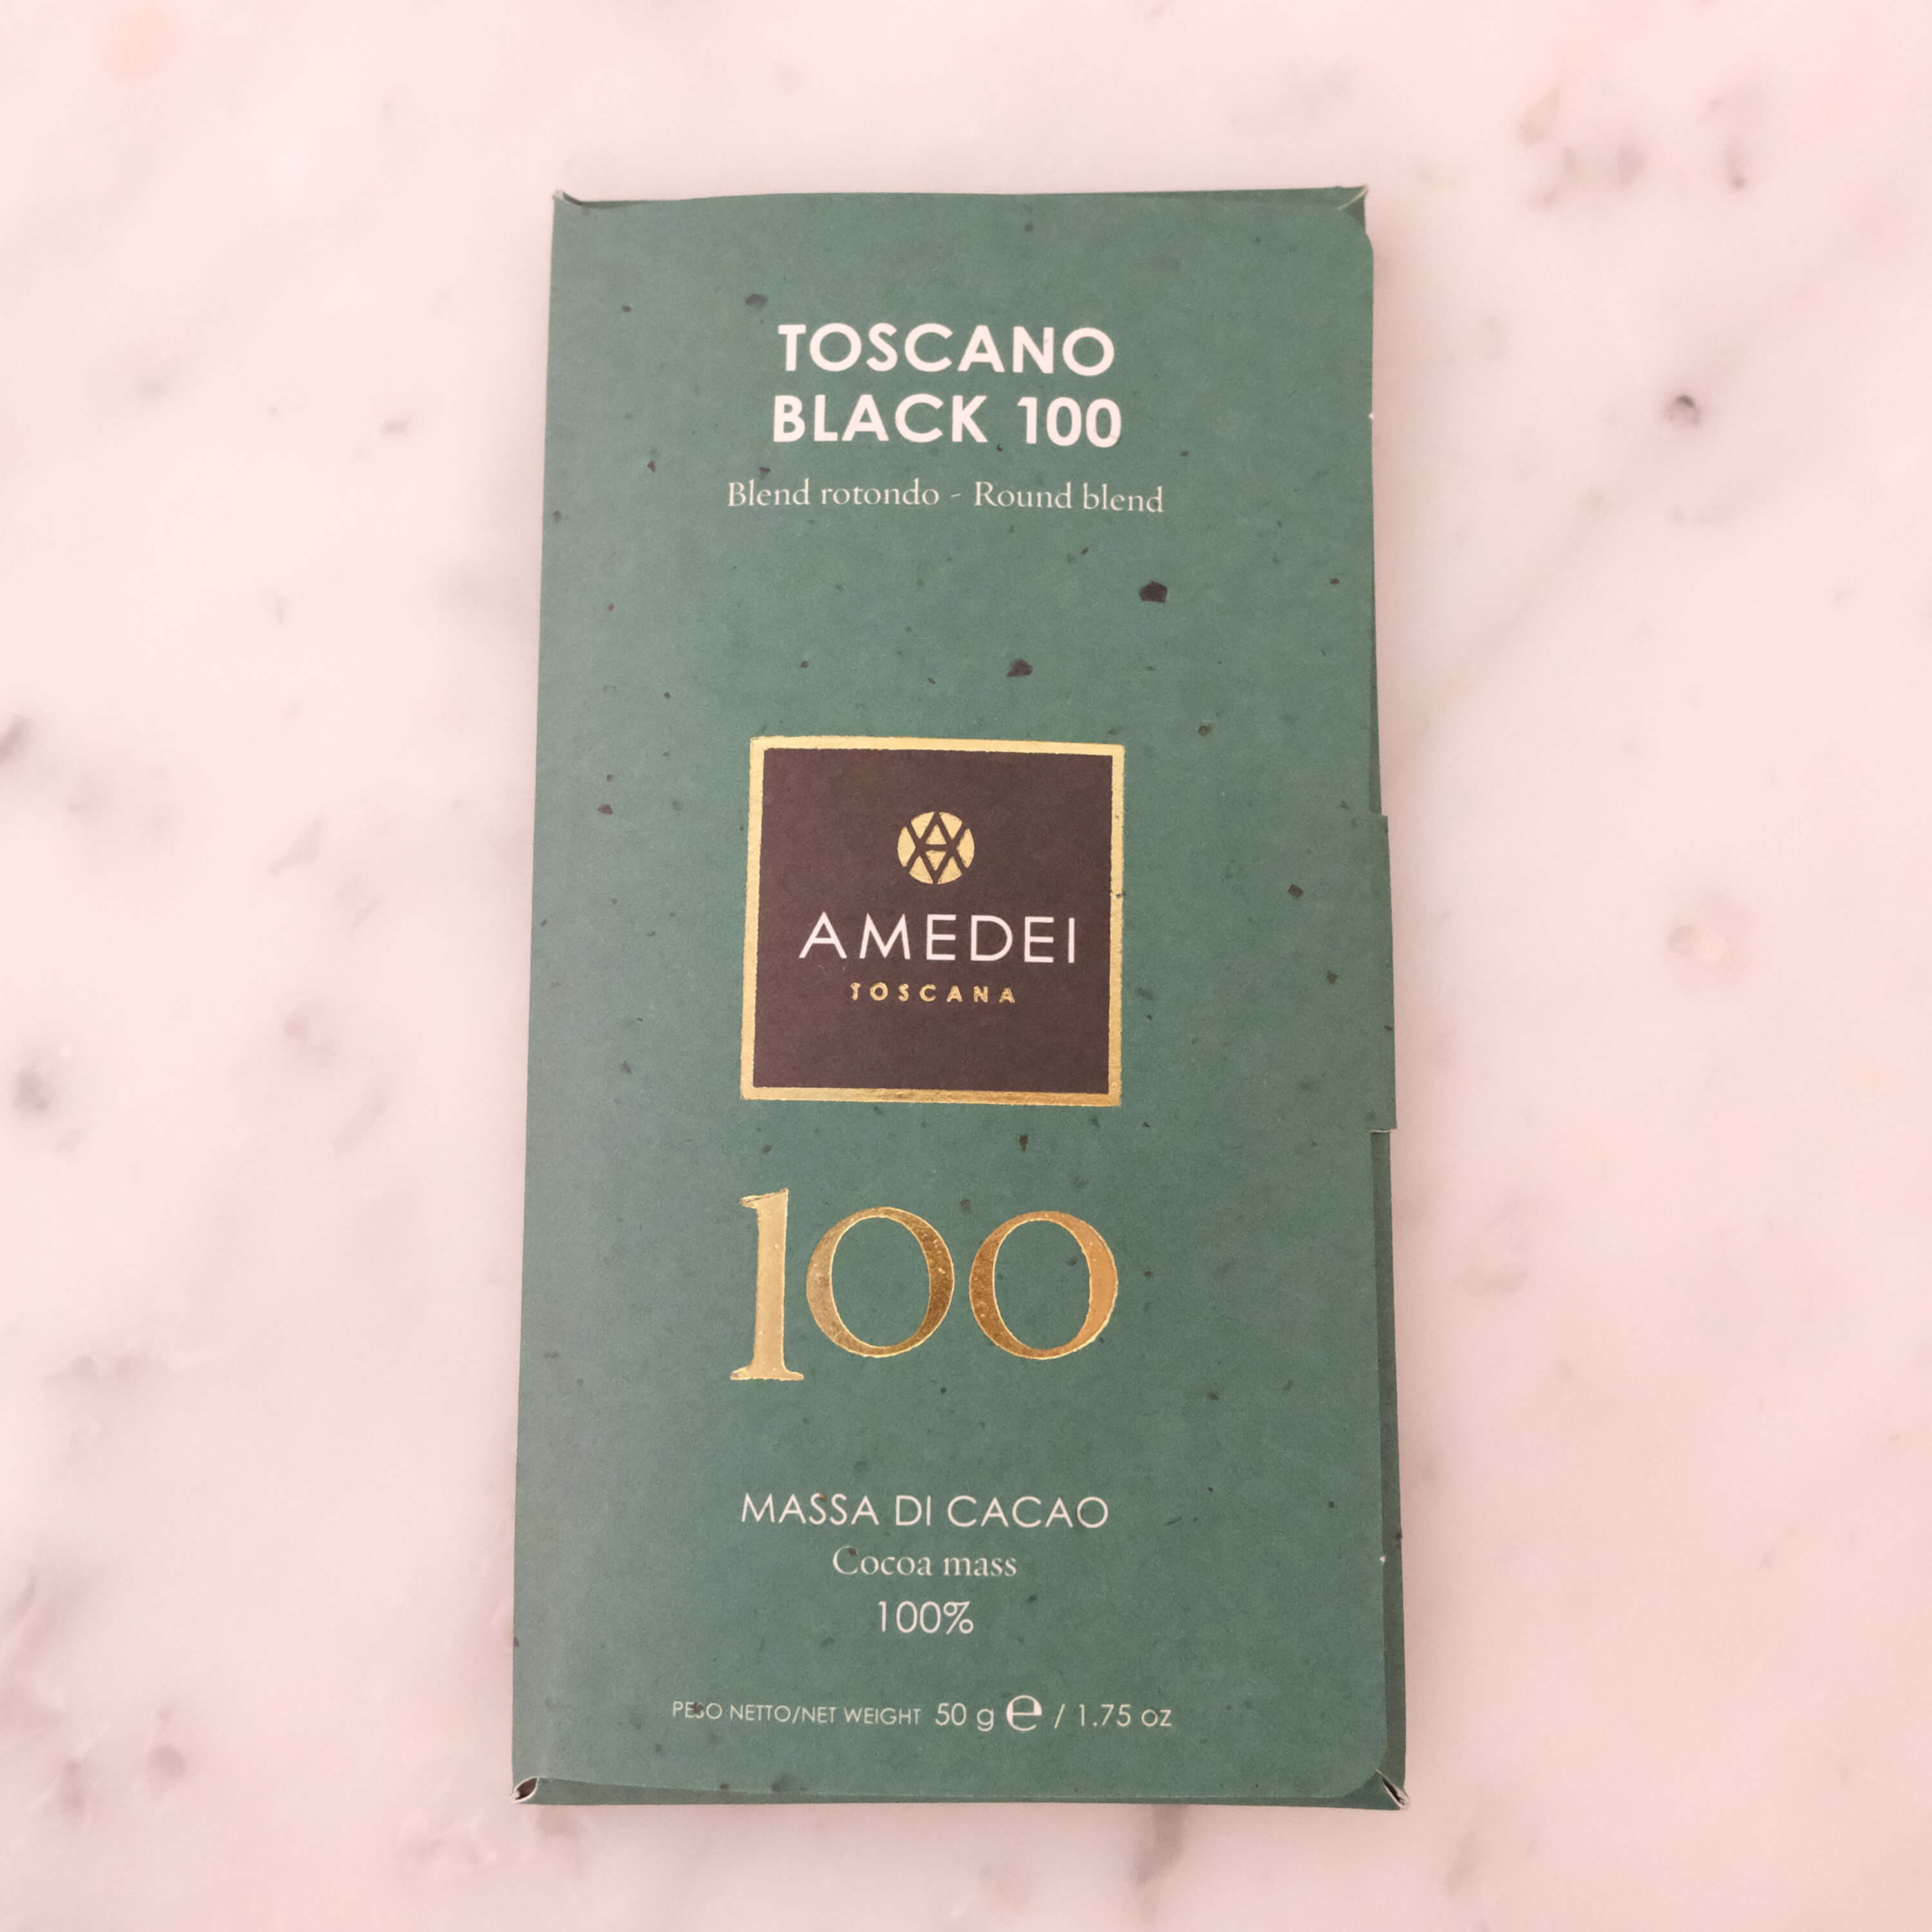 TOSCANO
BLACK 100
Blend rotondo - Round blend
AMEDEI
TOSCANA
100
MASSA DI CACAO
Cocoa mass
100%
PESO NETTO/NET WEIGHT 50 g ℮ / 1.75 oz